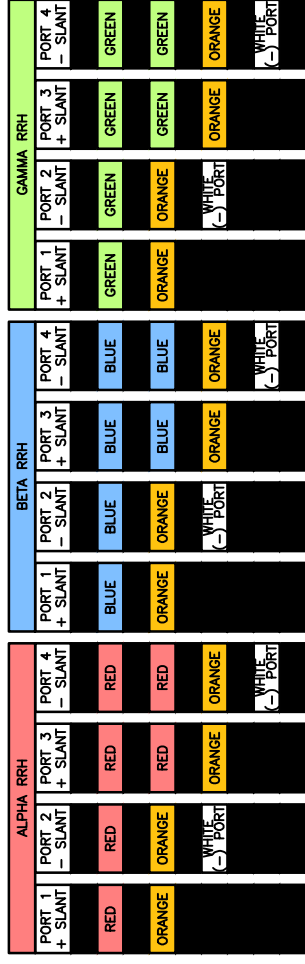 ALPHA RRH
PORT 1
+ SLANT
PORT 2
− SLANT
PORT 3
+ SLANT
PORT 4
− SLANT
RED
RED
RED
RED
ORANGE
ORANGE
RED
RED
WHITE
(−) PORT
ORANGE
ORANGE
WHITE
(−) PORT
BETA RRH
PORT 1
+ SLANT
PORT 2
− SLANT
PORT 3
+ SLANT
PORT 4
− SLANT
BLUE
BLUE
BLUE
BLUE
ORANGE
ORANGE
BLUE
BLUE
WHITE
(−) PORT
ORANGE
ORANGE
WHITE
(−) PORT
GAMMA RRH
PORT 1
+ SLANT
PORT 2
− SLANT
PORT 3
+ SLANT
PORT 4
− SLANT
GREEN
GREEN
GREEN
GREEN
ORANGE
ORANGE
GREEN
GREEN
WHITE
(−) PORT
ORANGE
ORANGE
WHITE
(−) PORT